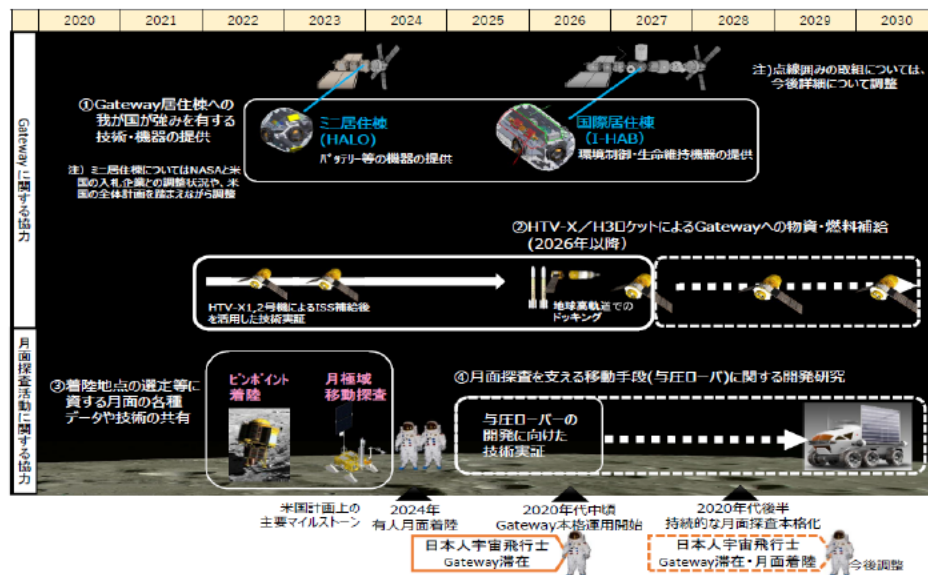 2020 2021 2022 2023 2024 2025 2026 2027 2028 2029 2030
Gatewayに関する協力
①Gateway居住棟への
我が国が強みを有する
技術・機器の提供
注）ミニ居住棟についてはNASAと米
国の入札企業との調整状況や、米
国の全体計画を踏まえながら調整
ミニ居住棟
(HALO)
バッテリー等の機器の提供
国際居住棟
(I-HAB)
環境制御・生命維持機器の提供
注)点線囲みの取組については、
今後詳細について調整
②HTV-X／H3ロケットによるGatewayへの物資・燃料補給
(2026年以降)
HTV-X1,2号機によるISS補給後
を活用した技術実証
地球高軌道での
ドッキング
月面探査活動に関する協力
③着陸地点の選定等に
資する月面の各種
データや技術の共有
ピンポイント
着陸
月極域
移動探査
④月面探査を支える移動手段(与圧ローバ)に関する開発研究
与圧ローバーの
開発に向けた
技術実証
米国計画上の
主要マイルストーン
2024年
有人月面着陸
2020年代中頃
Gateway本格運用開始
2020年代後半
持続的な月面探査本格化
日本人宇宙飛行士
Gateway滞在
日本人宇宙飛行士
Gateway滞在・月面着陸
今後調整